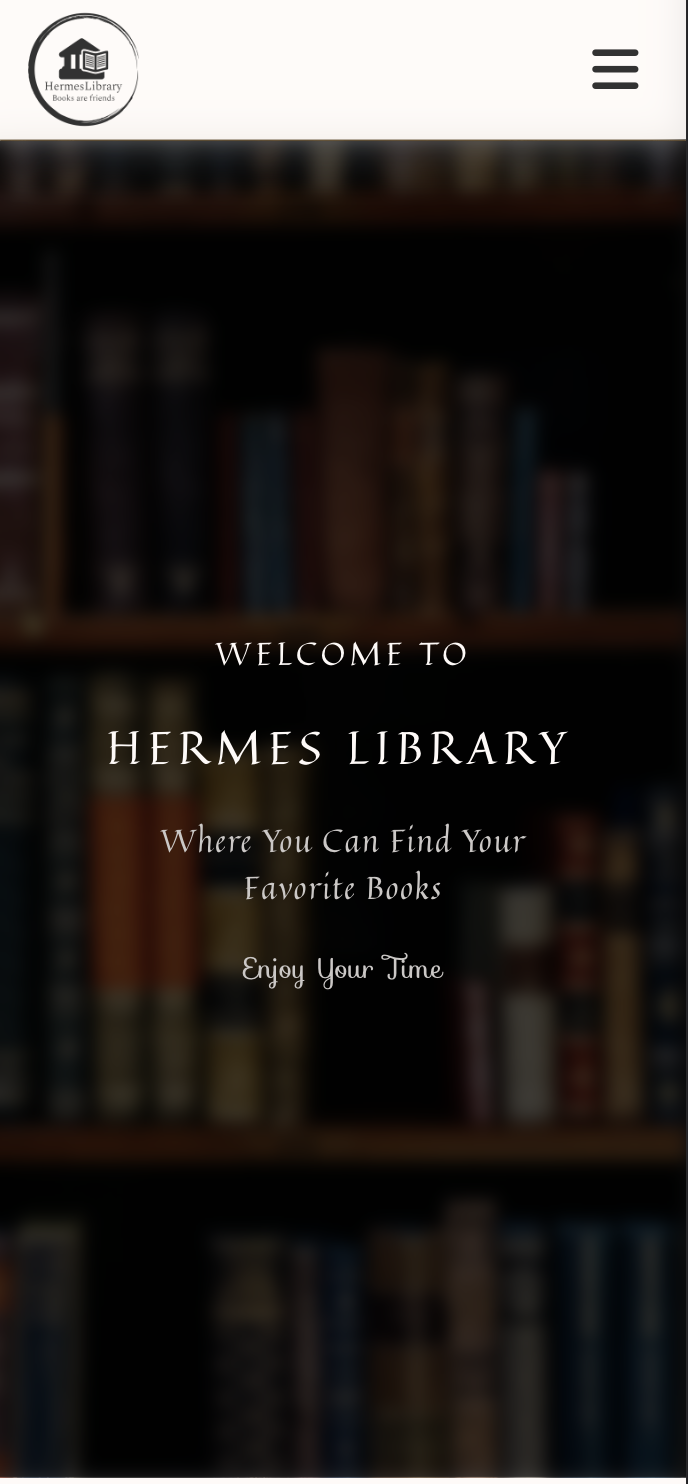 HermesLibrary
Books are friends
WELCOME TO
HERMES LIBRARY
Where You Can Find Your
Favorite Books
Enjoy Your Time